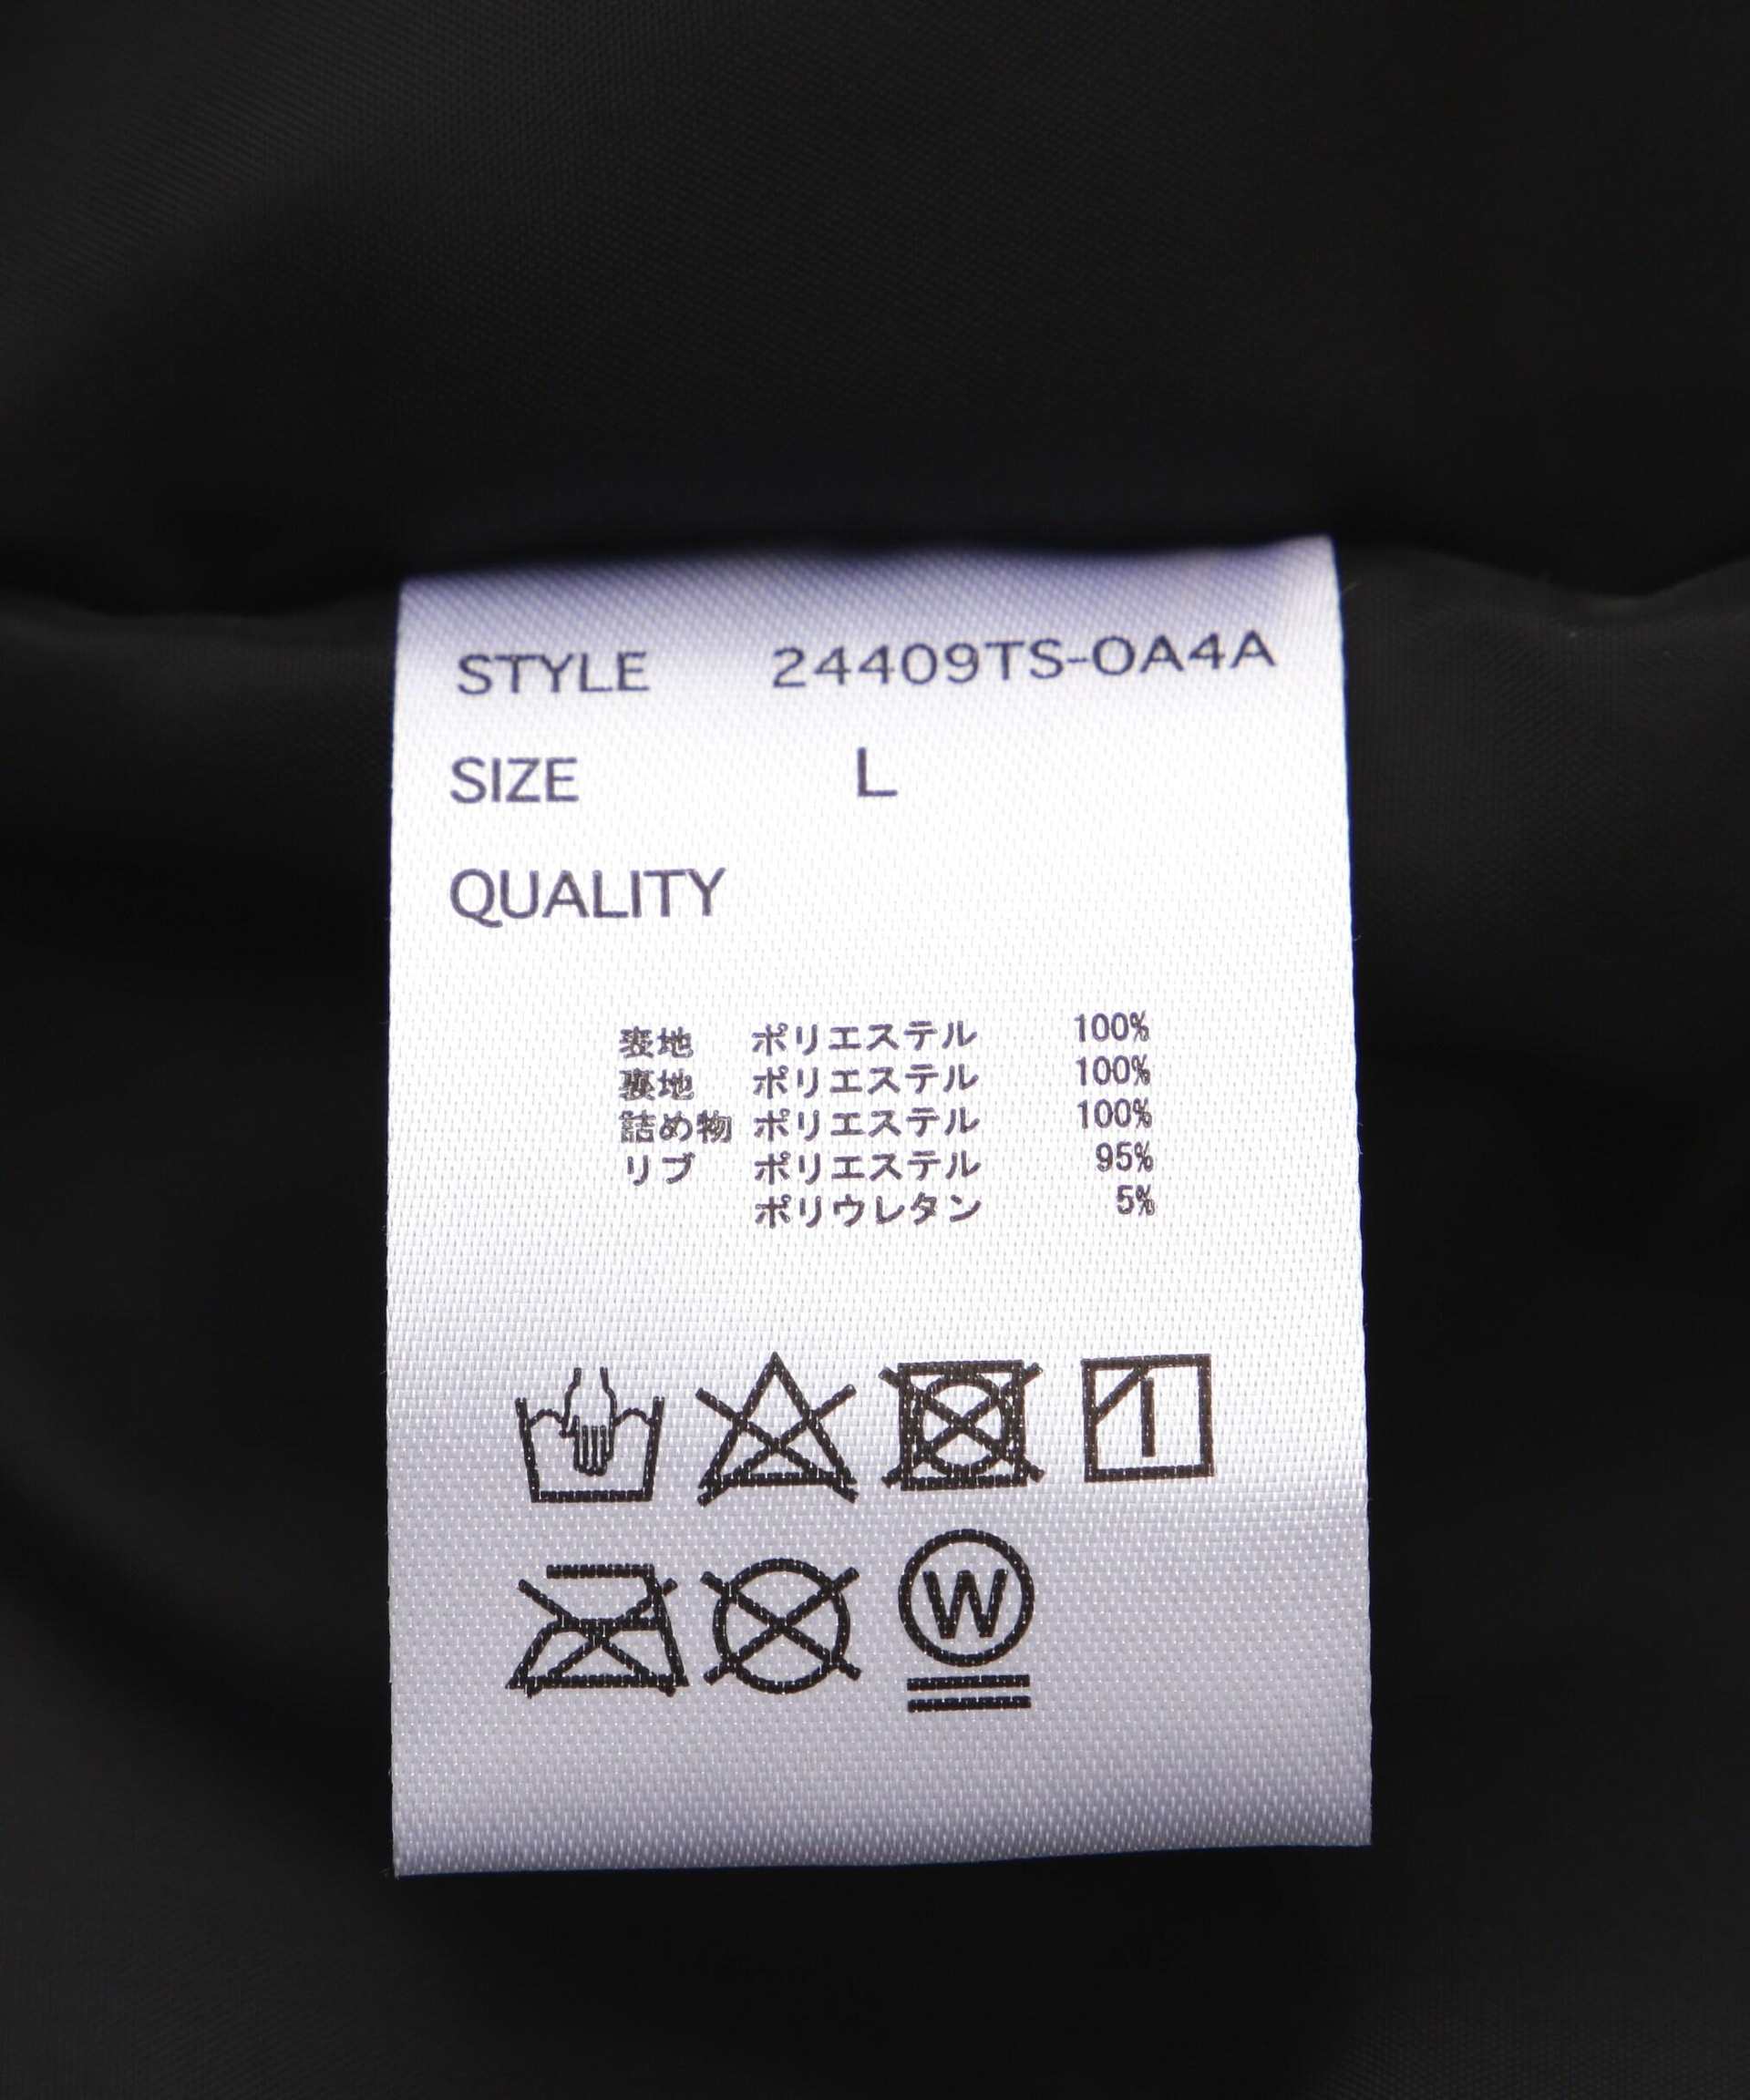 STYLE 24409TS-OA4A
SIZE L
QUALITY
表地 ポリエステル 100%
裏地 ポリエステル 100%
詰め物 ポリエステル 100%
リブ ポリエステル 95%
ポリウレタン 5%
W